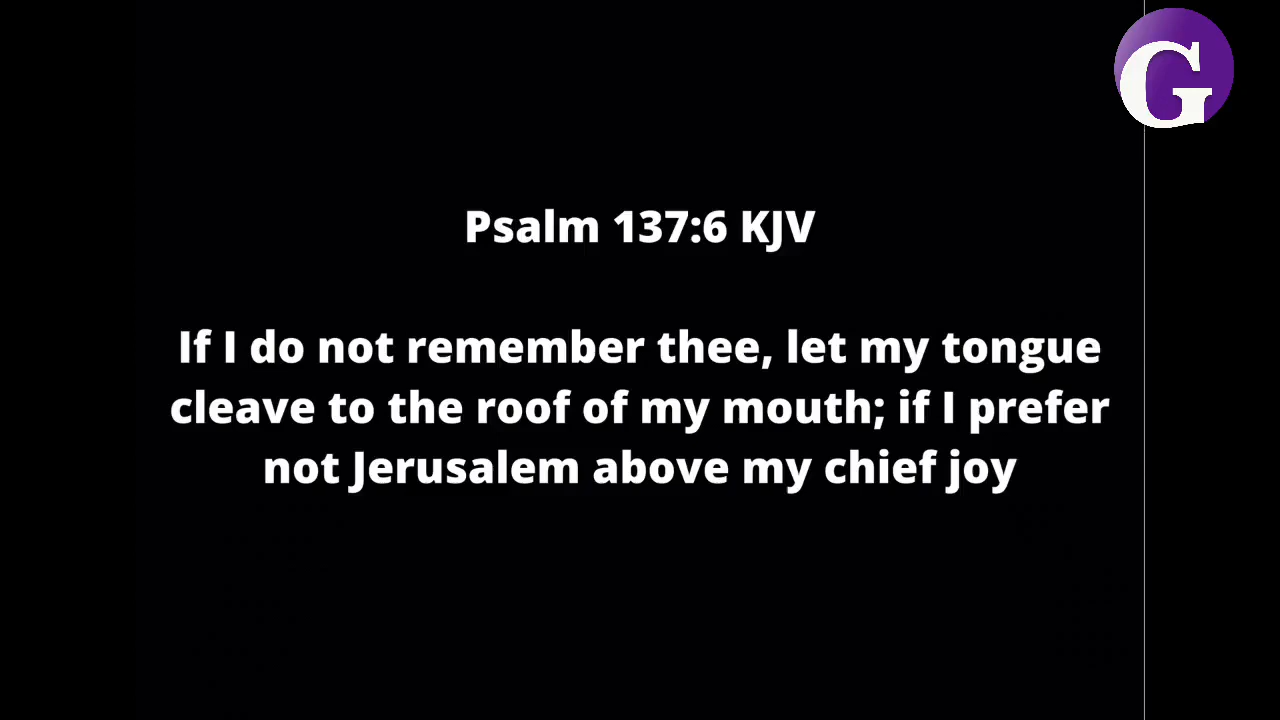 G
Psalm 137:6 KJV
If I do not remember thee, let my tongue
cleave to the roof of my mouth; if I prefer
not Jerusalem above my chief joy